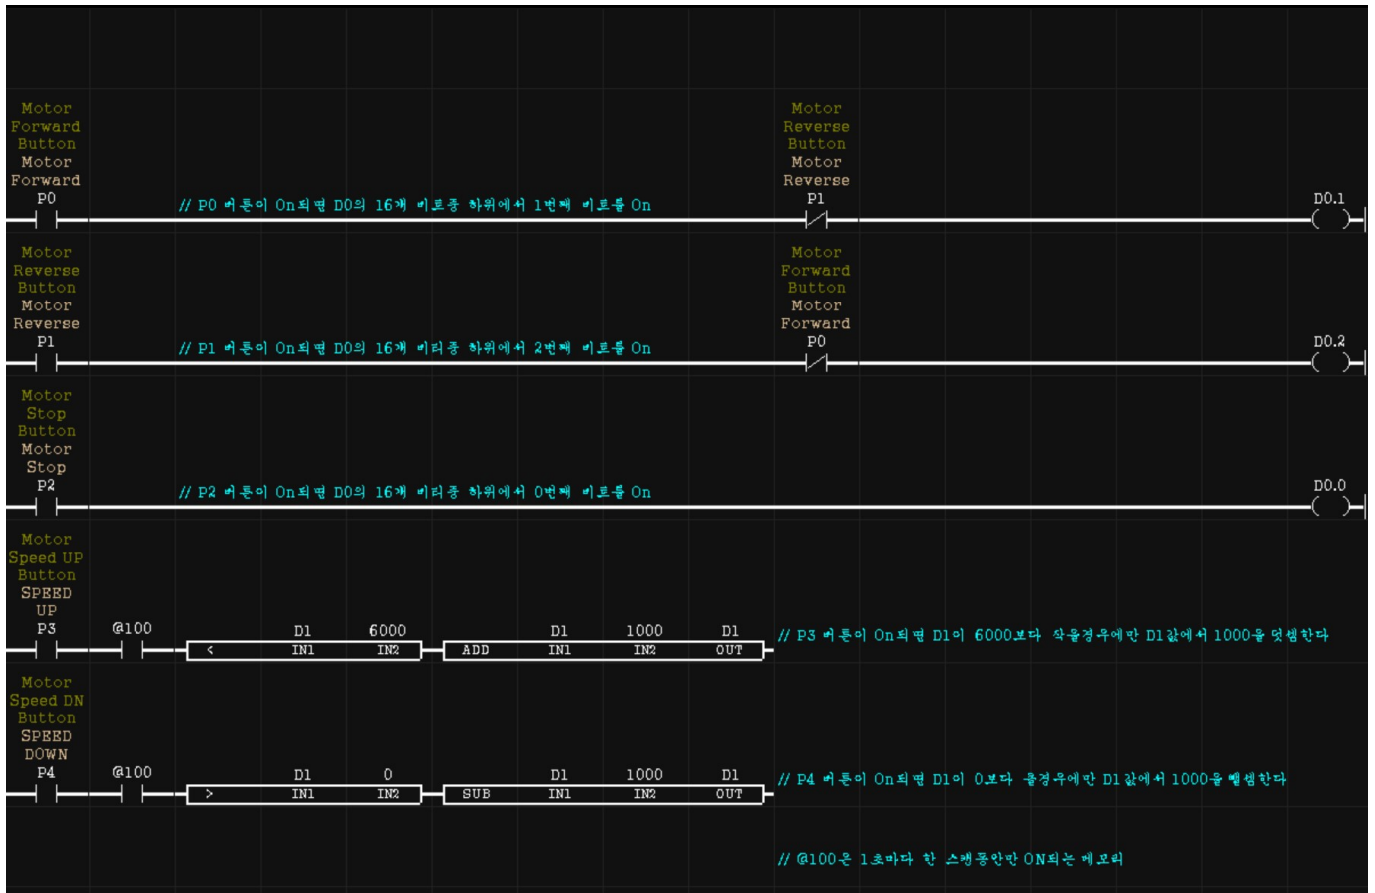 Motor
Forward
Button
Motor
Forward
P0
// P0 버튼이 On되면 D0의 16개 비트중 하위에서 1번째 비트를 On
Motor
Reverse
Button
Motor
Reverse
P1
D0.1
Motor
Reverse
Button
Motor
Reverse
P1
// P1 버튼이 On되면 D0의 16개 비티중 하위에서 2번째 비트를 On
Motor
Forward
Button
Motor
Forward
P0
D0.2
Motor
Stop
Button
Motor
Stop
P2
// P2 버튼이 On되면 D0의 16개 비티중 하위에서 0번째 비트를 On
D0.0
Motor
Speed UP
Button
SPEED
UP
P3 @100 D1 6000 D1 1000 D1
< IN1 IN2 ADD IN1 IN2 OUT
// P3 버튼이 On되면 D1이 6000보다 작을경우에만 D1값에서 1000을 덧셈한다
Motor
Speed DN
Button
SPEED
DOWN
P4 @100 D1 0 D1 1000 D1
> IN1 IN2 SUB IN1 IN2 OUT
// P4 버튼이 On되면 D1이 0보다 클경우에만 D1값에서 1000을 뺄셈한다
// @100은 1초마다 한 스캔동안만 ON되는 메모리